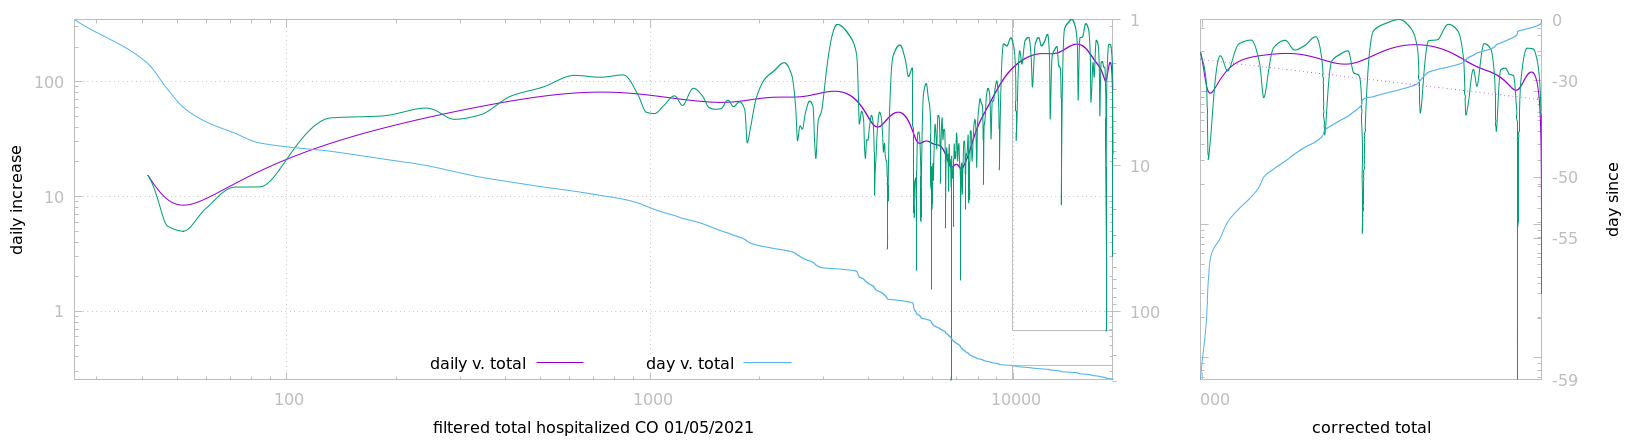 daily increase
100
10
1
daily v. total
day v. total
100
1000
10000
filtered total hospitalized CO 01/05/2021
1
10
100
000
corrected total
0
-30
-50
-55
-59
day since